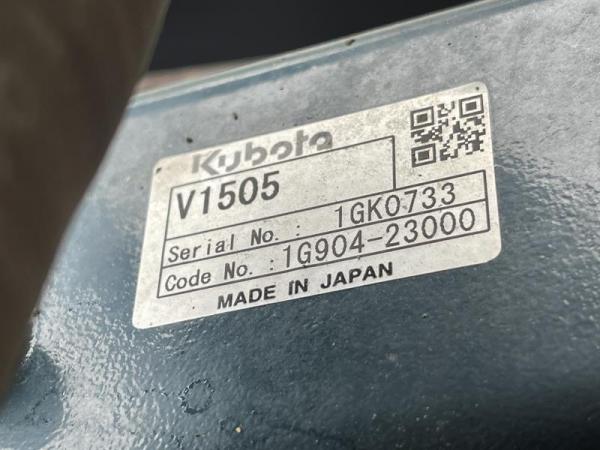 Kubota
V1505
Serial No. : 1GK0733
Code No. : 1G904-23000
MADE IN JAPAN